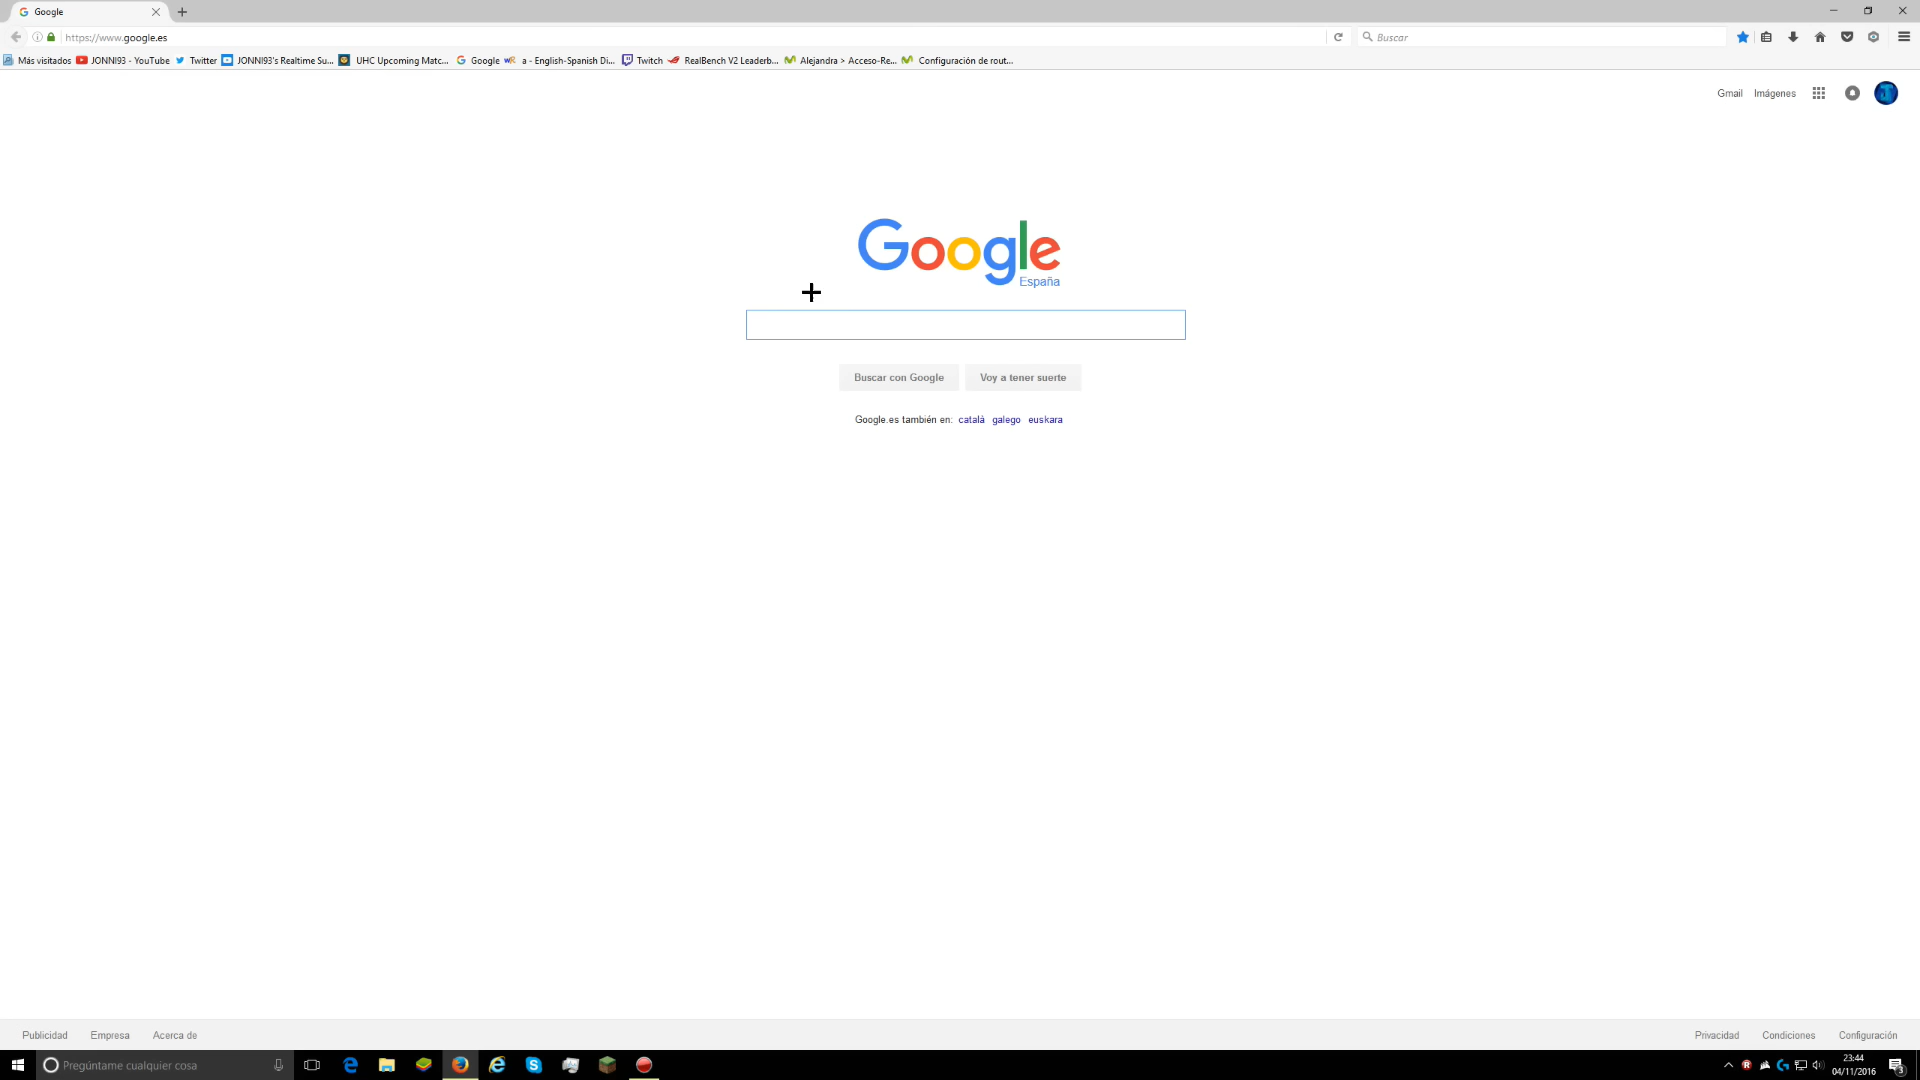 Google
https://www.google.es
Buscar
Más visitados JONNI93 - YouTube Twitter JONNI93's Realtime Su... UHC Upcoming Matc... Google a - English-Spanish Di... Twitch RealBench V2 Leaderb... Alejandra > Acceso-Re... Configuración de rout...
Gmail Imágenes
Google
España
Buscar con Google Voy a tener suerte
Google.es también en: català galego euskara
Publicidad Empresa Acerca de Privacidad Condiciones Configuración
Pregúntame cualquier cosa
23:44
04/11/2016
3